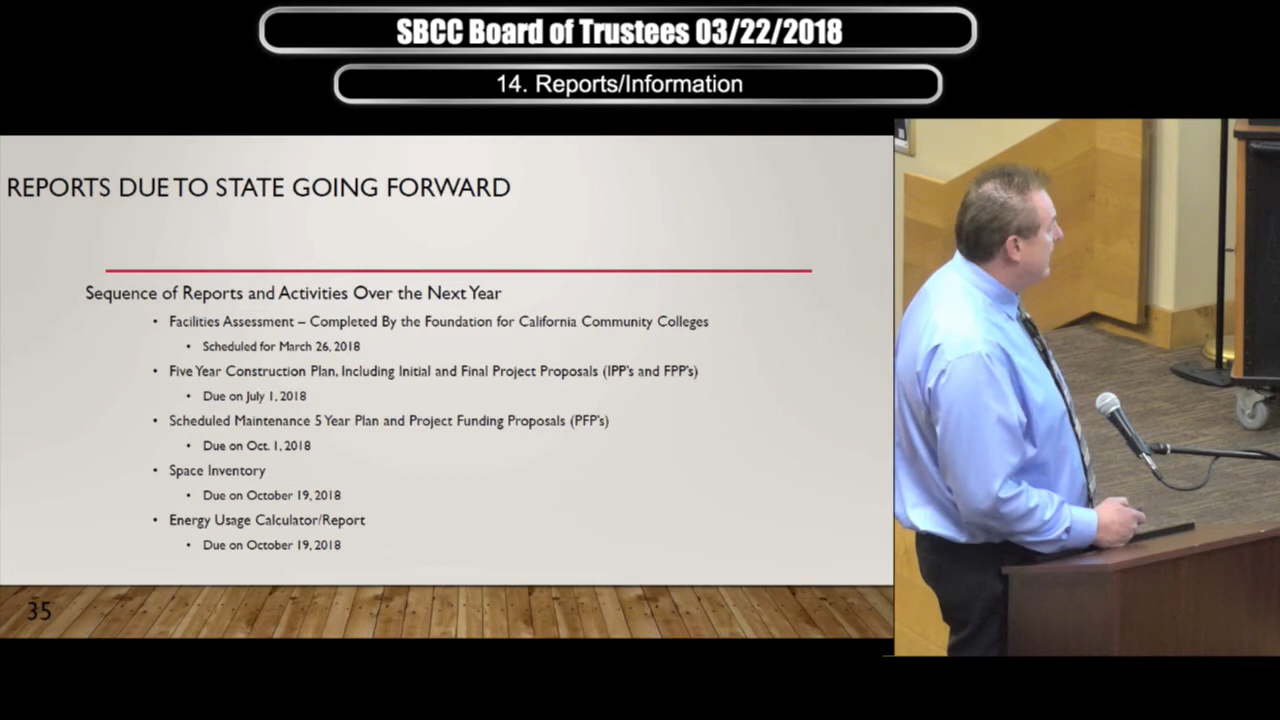 SBCC Board of Trustees 03/22/2018
14. Reports/Information
REPORTS DUE TO STATE GOING FORWARD
Sequence of Reports and Activities Over the Next Year
• Facilities Assessment – Completed By the Foundation for California Community Colleges
• Scheduled for March 26, 2018
• Five Year Construction Plan, Including Initial and Final Project Proposals (IPP's and FPP's)
• Due on July 1, 2018
• Scheduled Maintenance 5 Year Plan and Project Funding Proposals (PFP's)
• Due on Oct. 1, 2018
• Space Inventory
• Due on October 19, 2018
• Energy Usage Calculator/Report
• Due on October 19, 2018
35